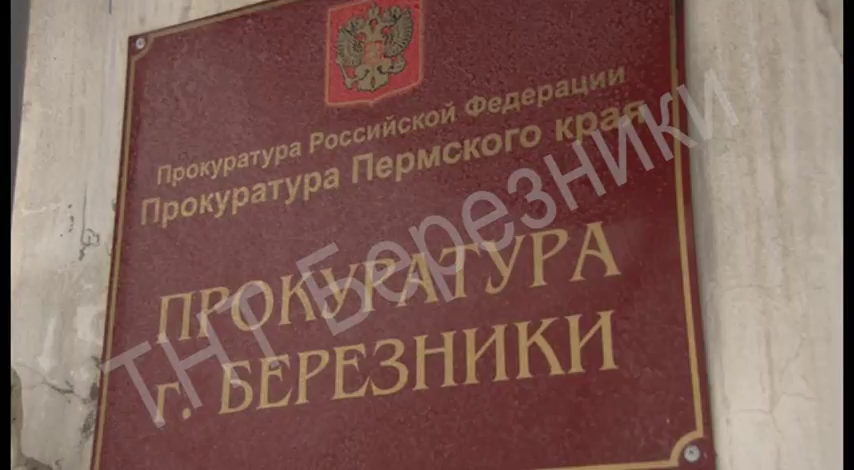 Прокуратура Российской Федерации
Прокуратура Пермского края
ПРОКУРАТУРА
г. БЕРЕЗНИКИ
ТНТ Березники